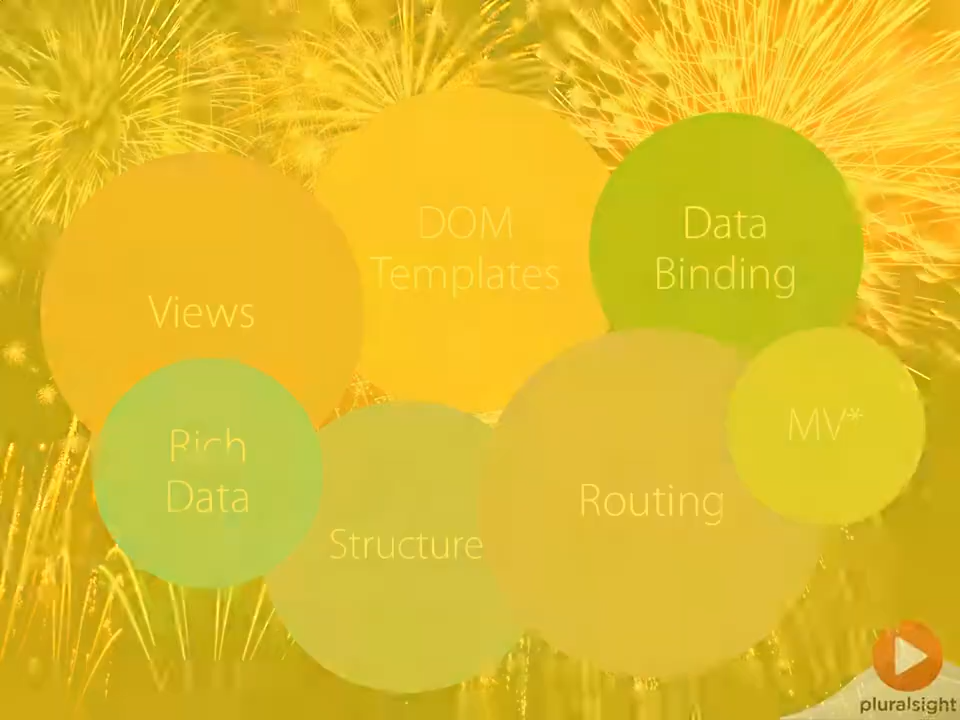 DOM
Templates
Data
Binding
Views
MV*
Rich
Data
Routing
Structure
pluralsight